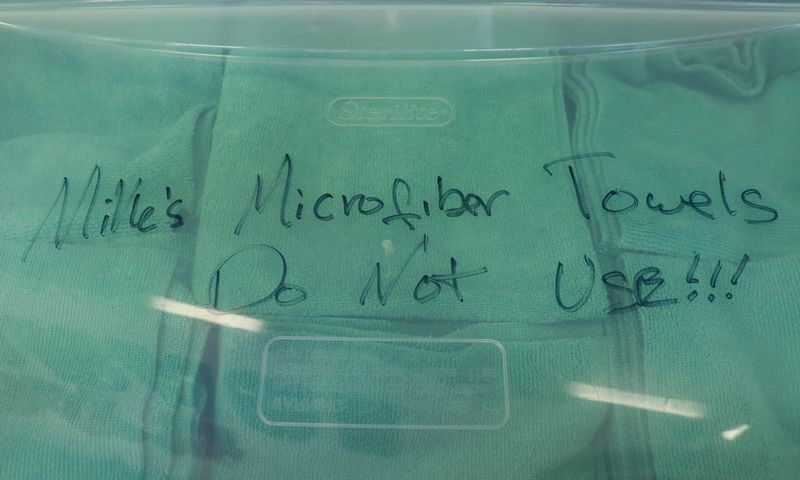 Sterilite
Mike's Microfiber Towels
Do Not Use!!!